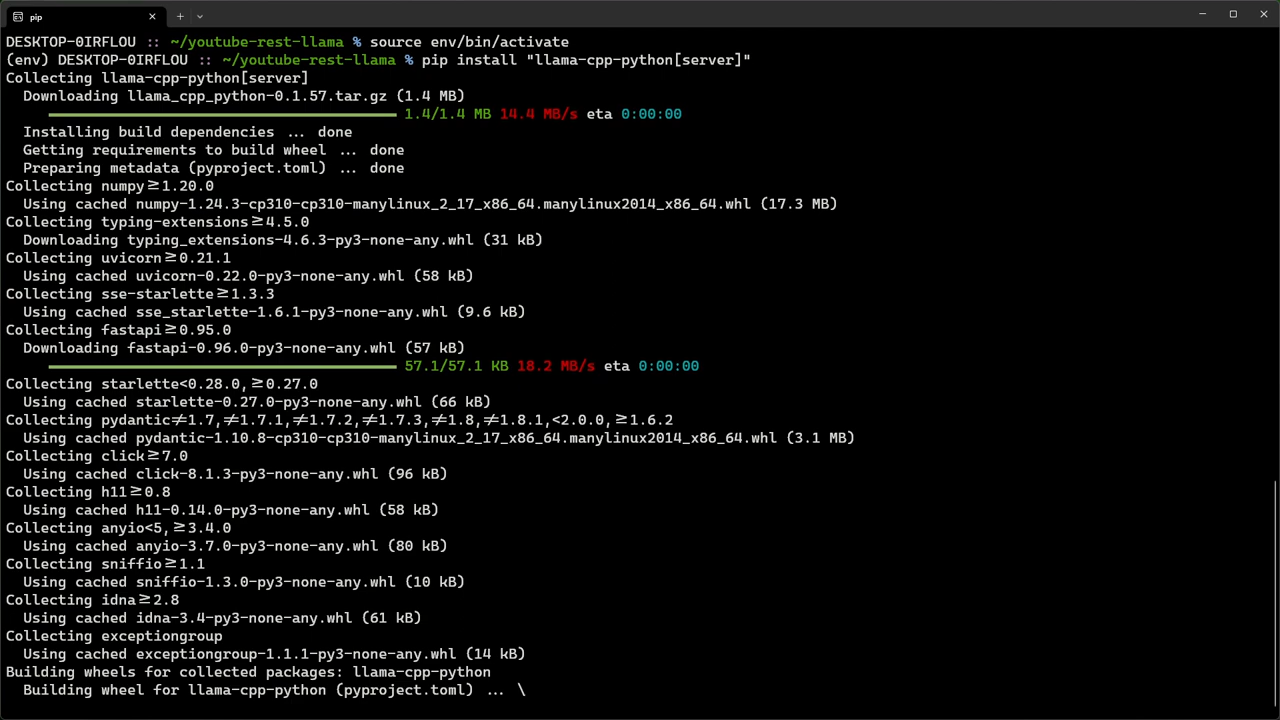 pip
DESKTOP-0IRFLOU :: ~/youtube-rest-llama % source env/bin/activate
(env) DESKTOP-0IRFLOU :: ~/youtube-rest-llama % pip install "llama-cpp-python[server]"
Collecting llama-cpp-python[server]
  Downloading llama_cpp_python-0.1.57.tar.gz (1.4 MB)
1.4/1.4 MB 14.4 MB/s eta 0:00:00
  Installing build dependencies ... done
  Getting requirements to build wheel ... done
  Preparing metadata (pyproject.toml) ... done
Collecting numpy≥1.20.0
  Using cached numpy-1.24.3-cp310-cp310-manylinux_2_17_x86_64.manylinux2014_x86_64.whl (17.3 MB)
Collecting typing-extensions≥4.5.0
  Downloading typing_extensions-4.6.3-py3-none-any.whl (31 kB)
Collecting uvicorn≥0.21.1
  Using cached uvicorn-0.22.0-py3-none-any.whl (58 kB)
Collecting sse-starlette≥1.3.3
  Using cached sse_starlette-1.6.1-py3-none-any.whl (9.6 kB)
Collecting fastapi≥0.95.0
  Downloading fastapi-0.96.0-py3-none-any.whl (57 kB)
57.1/57.1 KB 18.2 MB/s eta 0:00:00
Collecting starlette<0.28.0,≥0.27.0
  Using cached starlette-0.27.0-py3-none-any.whl (66 kB)
Collecting pydantic≠1.7,≠1.7.1,≠1.7.2,≠1.7.3,≠1.8,≠1.8.1,<2.0.0,≥1.6.2
  Using cached pydantic-1.10.8-cp310-cp310-manylinux_2_17_x86_64.manylinux2014_x86_64.whl (3.1 MB)
Collecting click≥7.0
  Using cached click-8.1.3-py3-none-any.whl (96 kB)
Collecting h11≥0.8
  Using cached h11-0.14.0-py3-none-any.whl (58 kB)
Collecting anyio<5,≥3.4.0
  Using cached anyio-3.7.0-py3-none-any.whl (80 kB)
Collecting sniffio≥1.1
  Using cached sniffio-1.3.0-py3-none-any.whl (10 kB)
Collecting idna≥2.8
  Using cached idna-3.4-py3-none-any.whl (61 kB)
Collecting exceptiongroup
  Using cached exceptiongroup-1.1.1-py3-none-any.whl (14 kB)
Building wheels for collected packages: llama-cpp-python
  Building wheel for llama-cpp-python (pyproject.toml) ... \